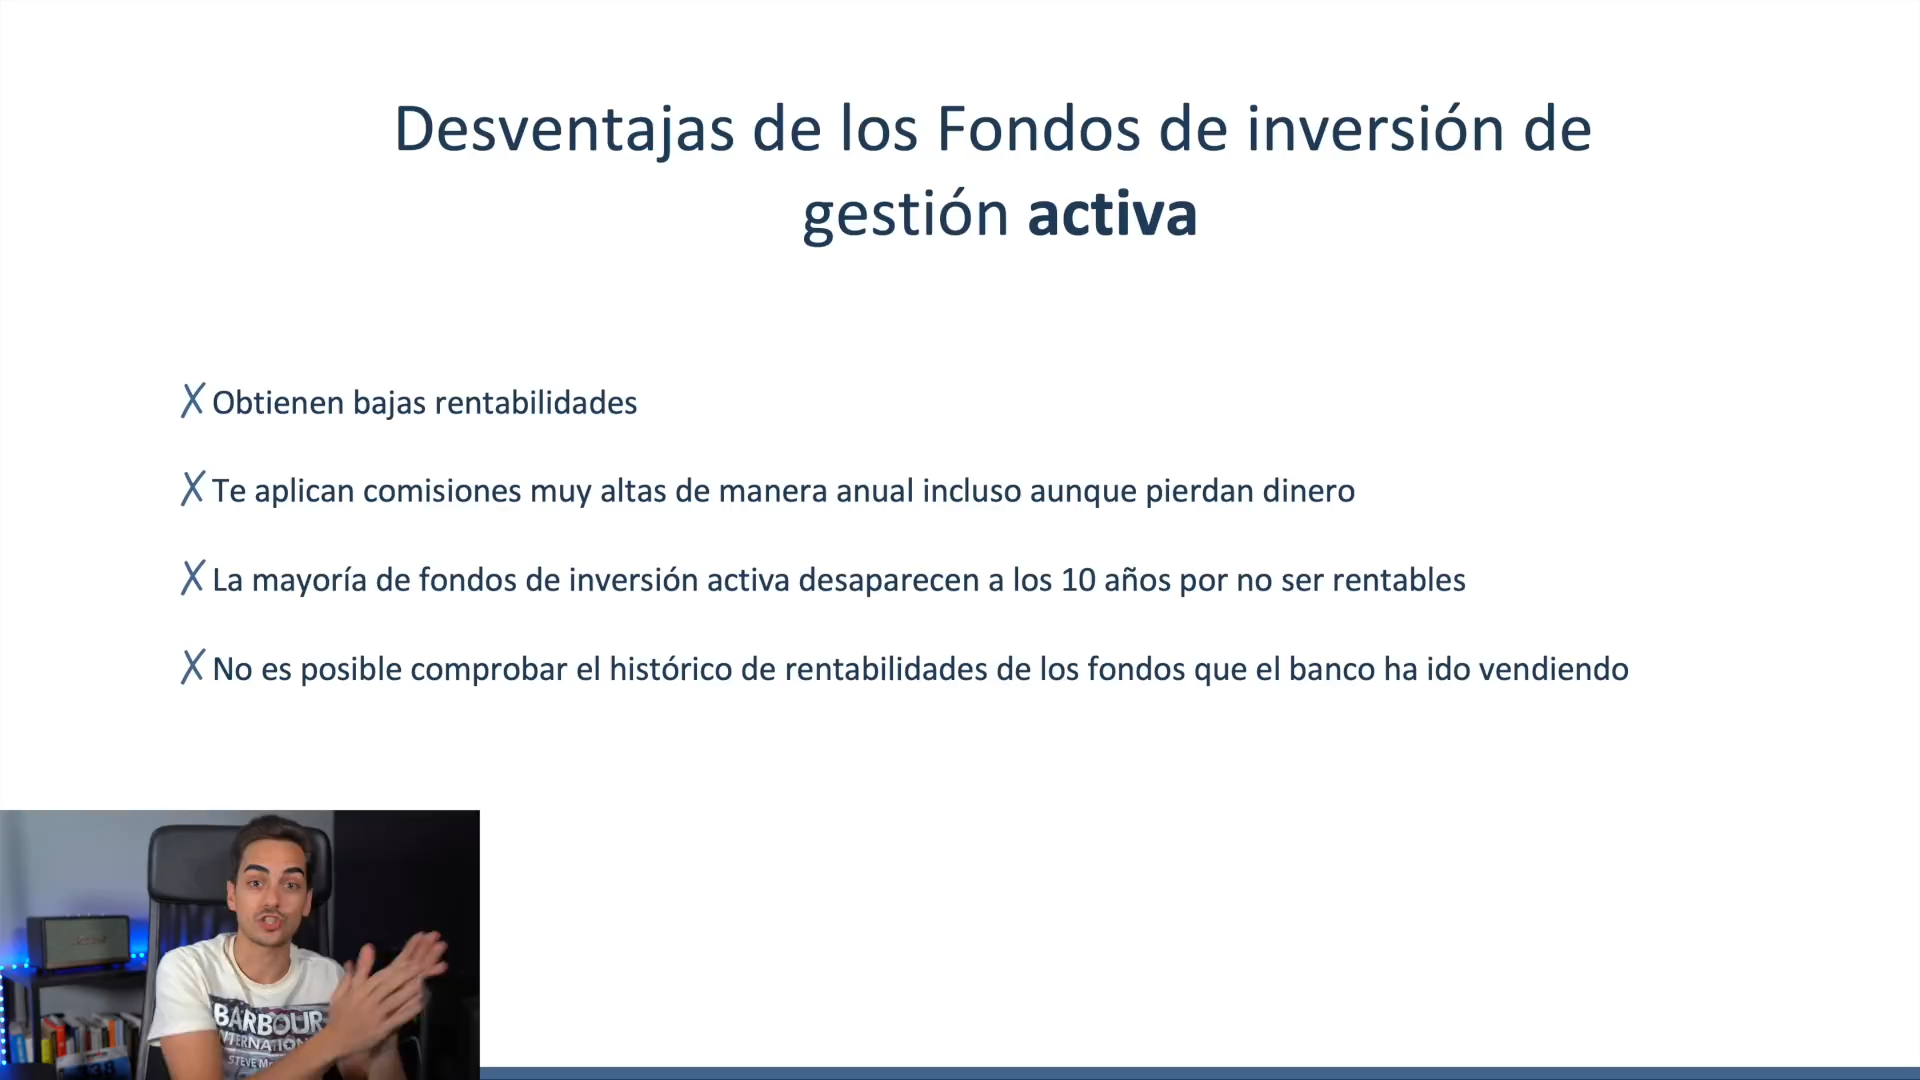 Desventajas de los Fondos de inversión de
gestión activa
Obtienen bajas rentabilidades
Te aplican comisiones muy altas de manera anual incluso aunque pierdan dinero
La mayoría de fondos de inversión activa desaparecen a los 10 años por no ser rentables
No es posible comprobar el histórico de rentabilidades de los fondos que el banco ha ido vendiendo
BARBOUR
STEVE